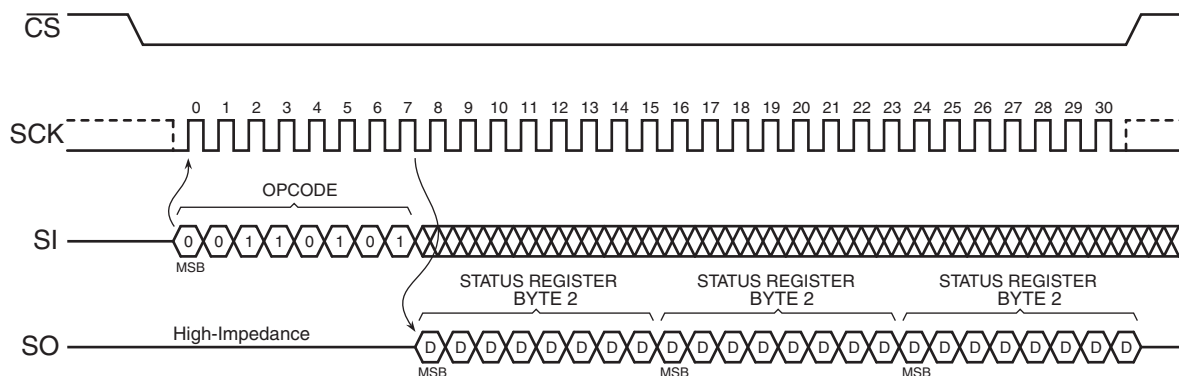 CS
0 1 2 3 4 5 6 7 8 9 10 11 12 13 14 15 16 17 18 19 20 21 22 23 24 25 26 27 28 29 30
SCK
OPCODE
SI 0 0 1 1 0 1 0 1
MSB
STATUS REGISTER BYTE 2
STATUS REGISTER BYTE 2
STATUS REGISTER BYTE 2
High-Impedance
SO D D D D D D D D D D D D D D D D D D D D D D D D
MSB MSB MSB